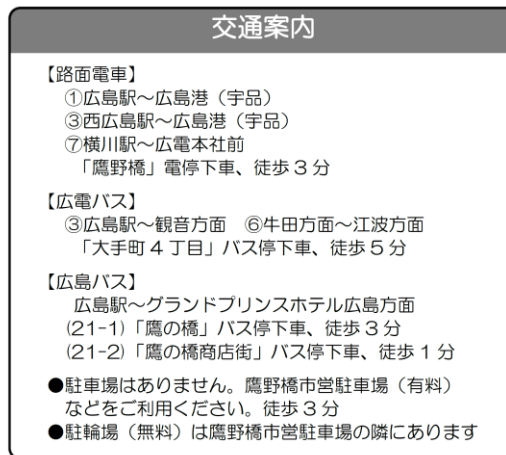 交通案内
【路面電車】
①広島駅～広島港（宇品）
③西広島駅～広島港（宇品）
⑦横川駅～広電本社前
「鷹野橋」電停下車、徒歩３分
【広電バス】
③広島駅～観音方面　⑥牛田方面～江波方面
「大手町４丁目」バス停下車、徒歩５分
【広島バス】
広島駅～グランドプリンスホテル広島方面
(21-1)「鷹の橋」バス停下車、徒歩３分
(21-2)「鷹の橋商店街」バス停下車、徒歩１分
●駐車場はありません。鷹野橋市営駐車場（有料）
などをご利用ください。徒歩３分
●駐輪場（無料）は鷹野橋市営駐車場の隣にあります